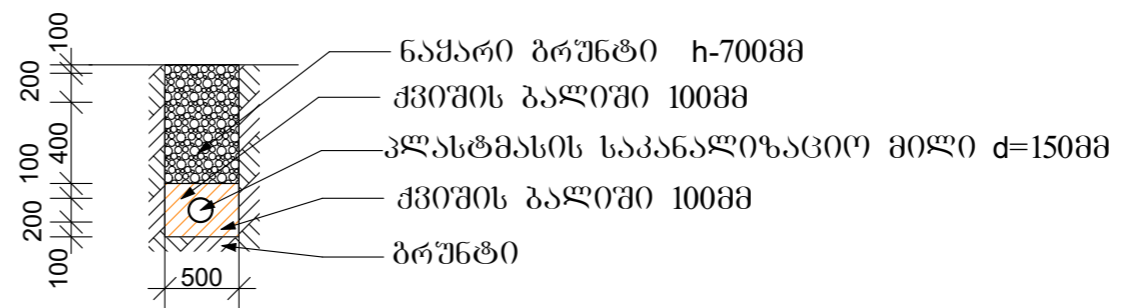 ნაყარი გრუნტი h-700მმ
ქვიშის ბალიში 100მმ
პლასტმასის საკანალიზაციო მილი d=150მმ
ქვიშის ბალიში 100მმ
გრუნტი
100
200
400
100
200
100
500